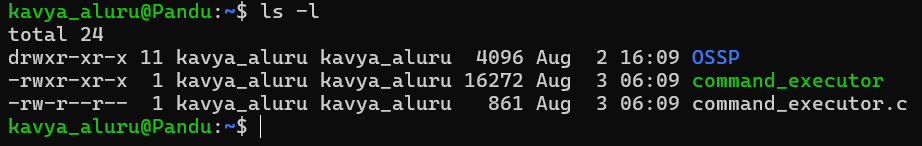 kavya_aluru@Pandu:~$ ls -l
total 24
drwxr-xr-x 11 kavya_aluru kavya_aluru  4096 Aug  2 16:09 OSSP
-rwxr-xr-x  1 kavya_aluru kavya_aluru 16272 Aug  3 06:09 command_executor
-rw-r--r--  1 kavya_aluru kavya_aluru   861 Aug  3 06:09 command_executor.c
kavya_aluru@Pandu:~$